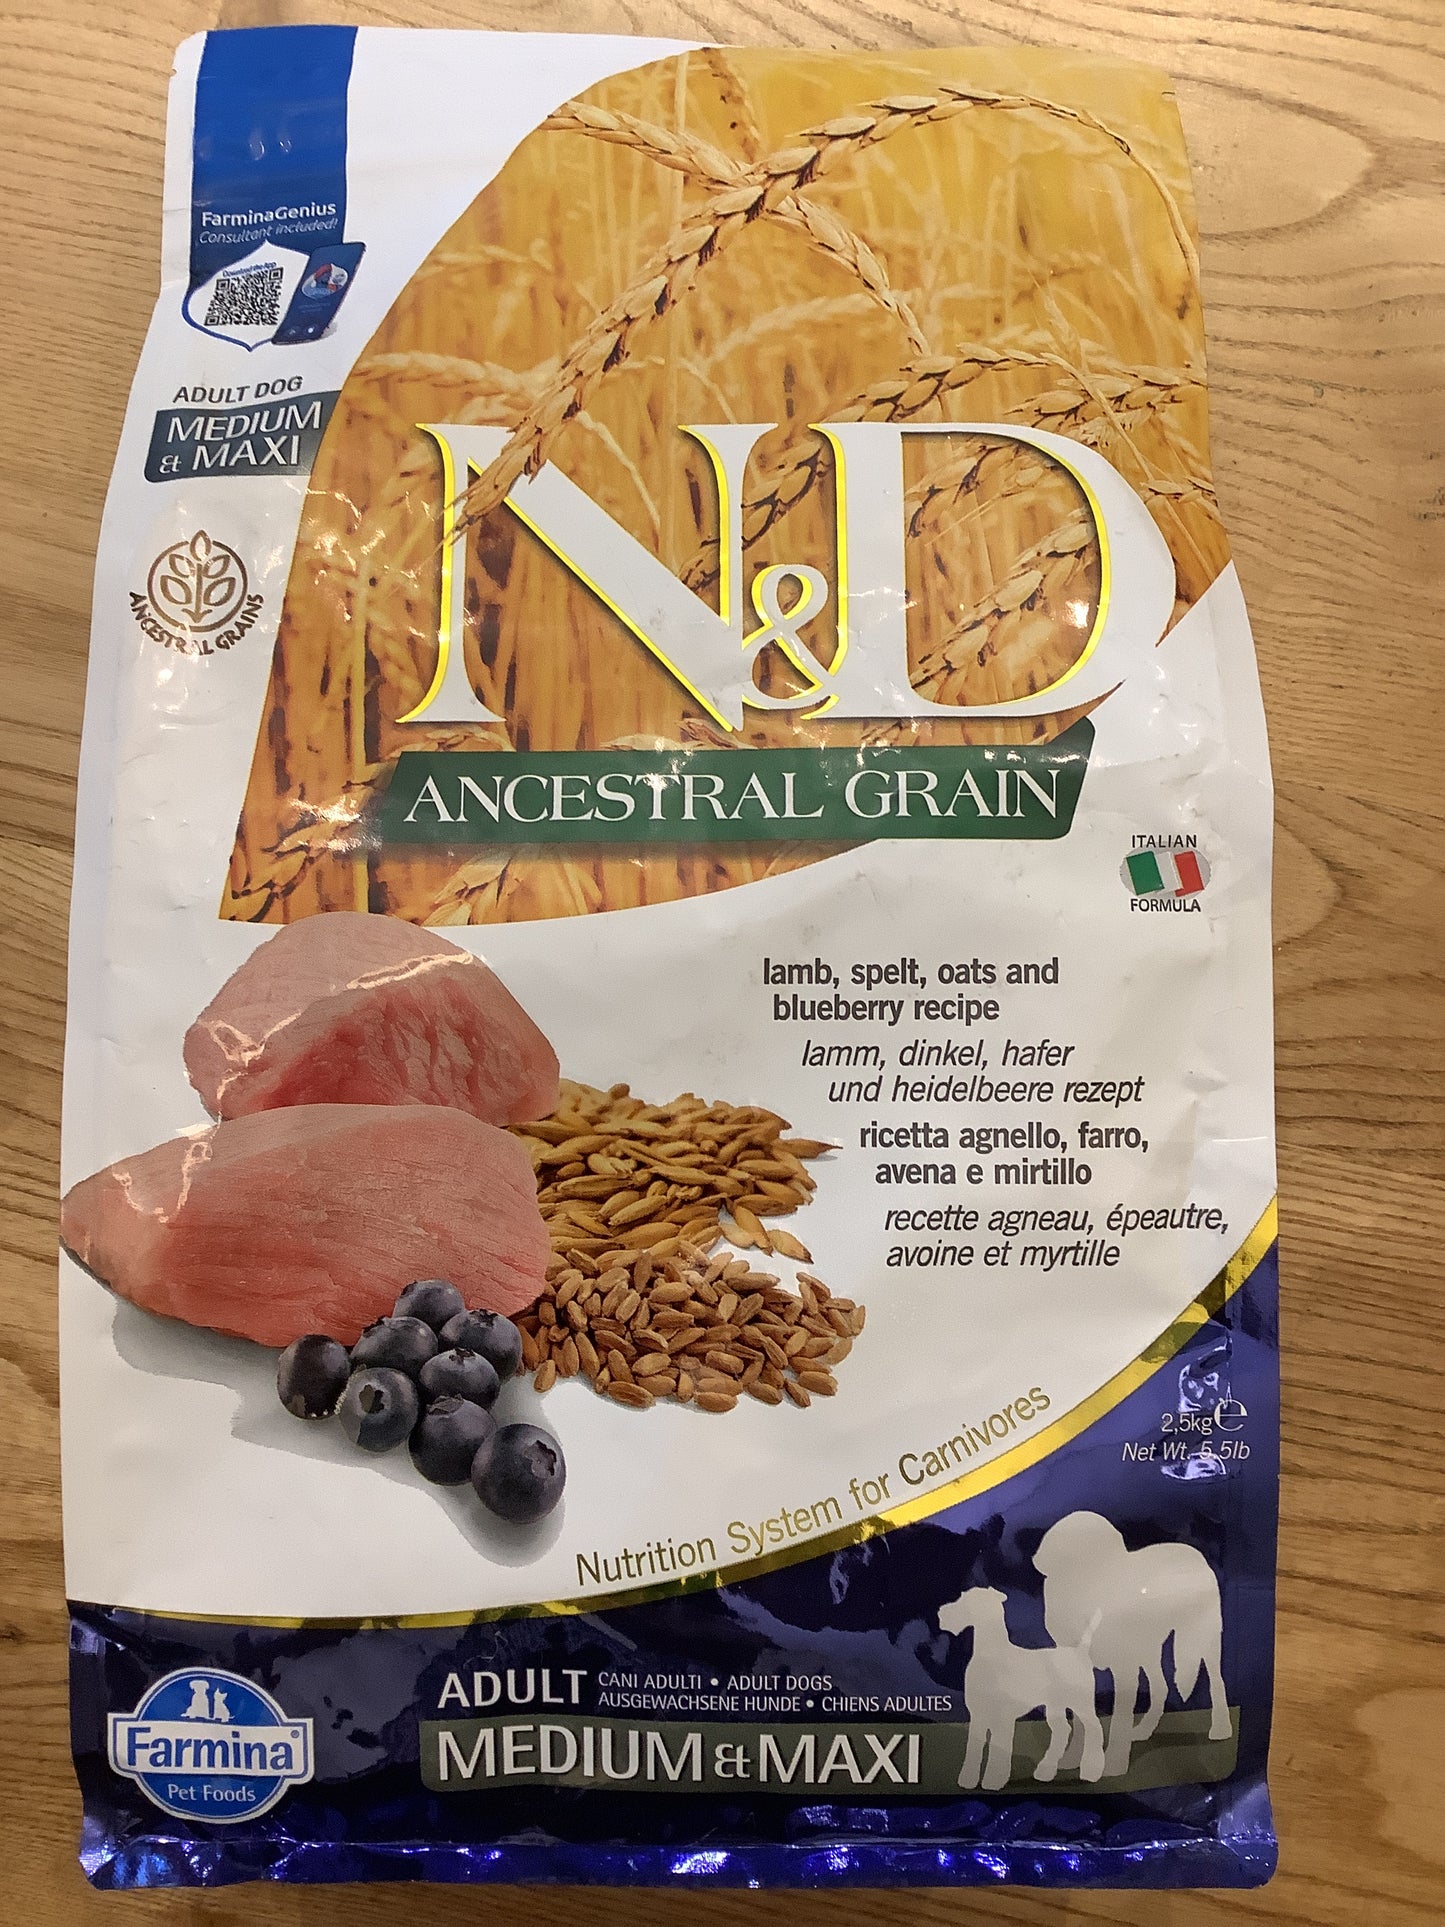 FarminaGenius
Consultant included!
Download the App
ADULT DOG
MEDIUM
& MAXI
ANCESTRAL GRAINS
N&D
ANCESTRAL GRAIN
ITALIAN
FORMULA
lamb, spelt, oats and
blueberry recipe
lamm, dinkel, hafer
und heidelbeere rezept
ricetta agnello, farro,
avena e mirtillo
recette agneau, épeautre,
avoine et myrtille
2,5kg ℮
Net Wt. 5.5lb
Nutrition System for Carnivores
ADULT CANI ADULTI • ADULT DOGS
AUSGEWACHSENE HUNDE • CHIENS ADULTES
MEDIUM & MAXI
Farmina®
Pet Foods